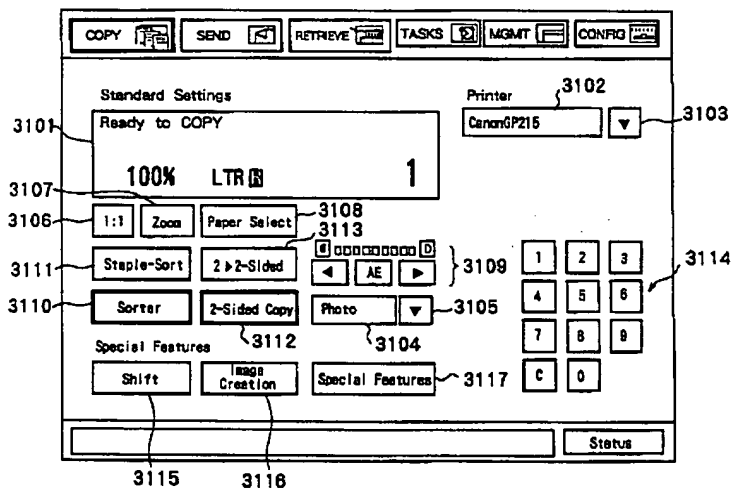 COPY SEND RETRIEVE TASKS MGMT CONFIG
Standard Settings
Printer
3102
3101
Ready to COPY
CanonGP215
▼
3103
100% LTR R 1
3107
3106
1:1 Zoom Paper Select
3108
3113
3111
Staple-Sort 2▶2-Sided
D
◀ AE ▶
3109
1 2 3
3114
3110
Sorter 2-Sided Copy
Photo ▼
3105
4 5 6
3112
3104
7 8 9
Special Features
Shift Image Creation Special Features
3117
C 0
Status
3115
3116